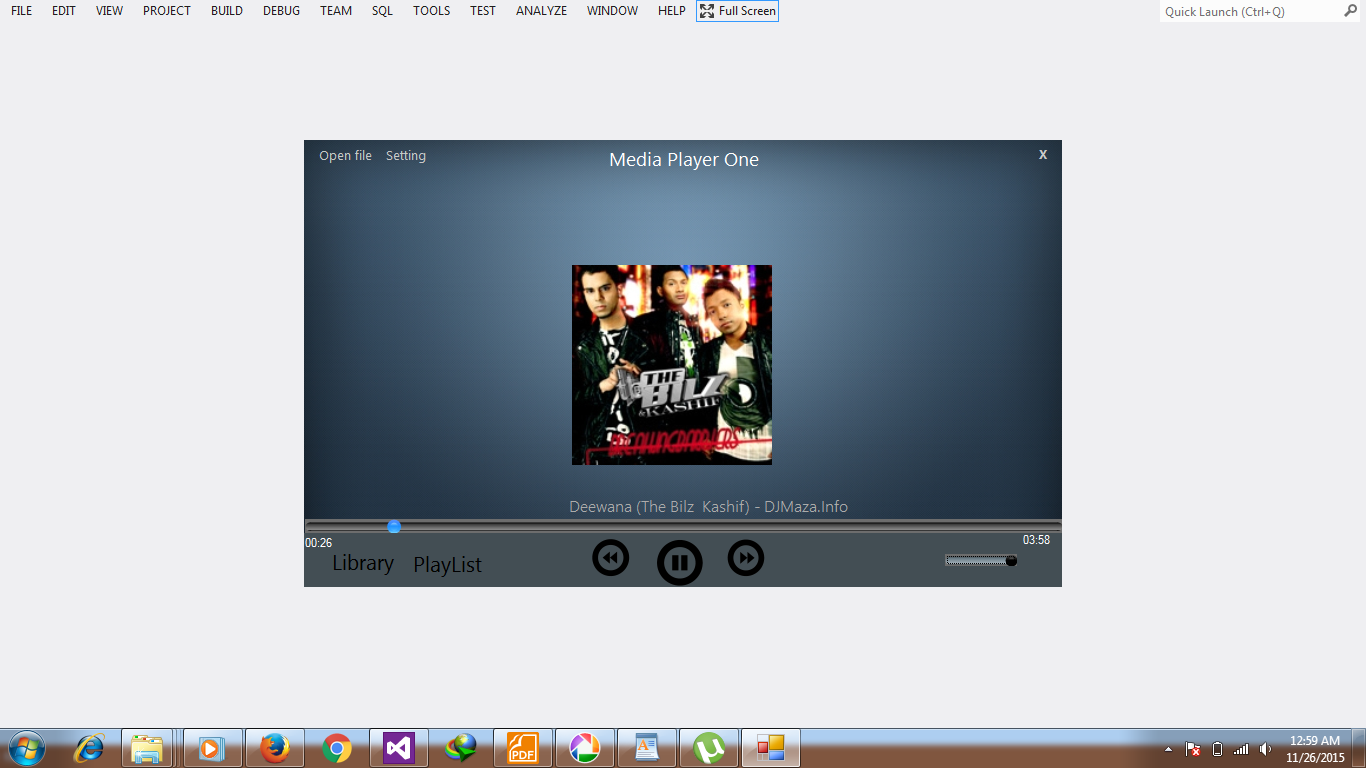 FILE EDIT VIEW PROJECT BUILD DEBUG TEAM SQL TOOLS TEST ANALYZE WINDOW HELP Full Screen Quick Launch (Ctrl+Q)
Open file Setting Media Player One X
THE
BILZ
& KASHIF
Deewana (The Bilz  Kashif) - DJMaza.Info
00:26 03:58
Library PlayList
PDF
12:59 AM
11/26/2015